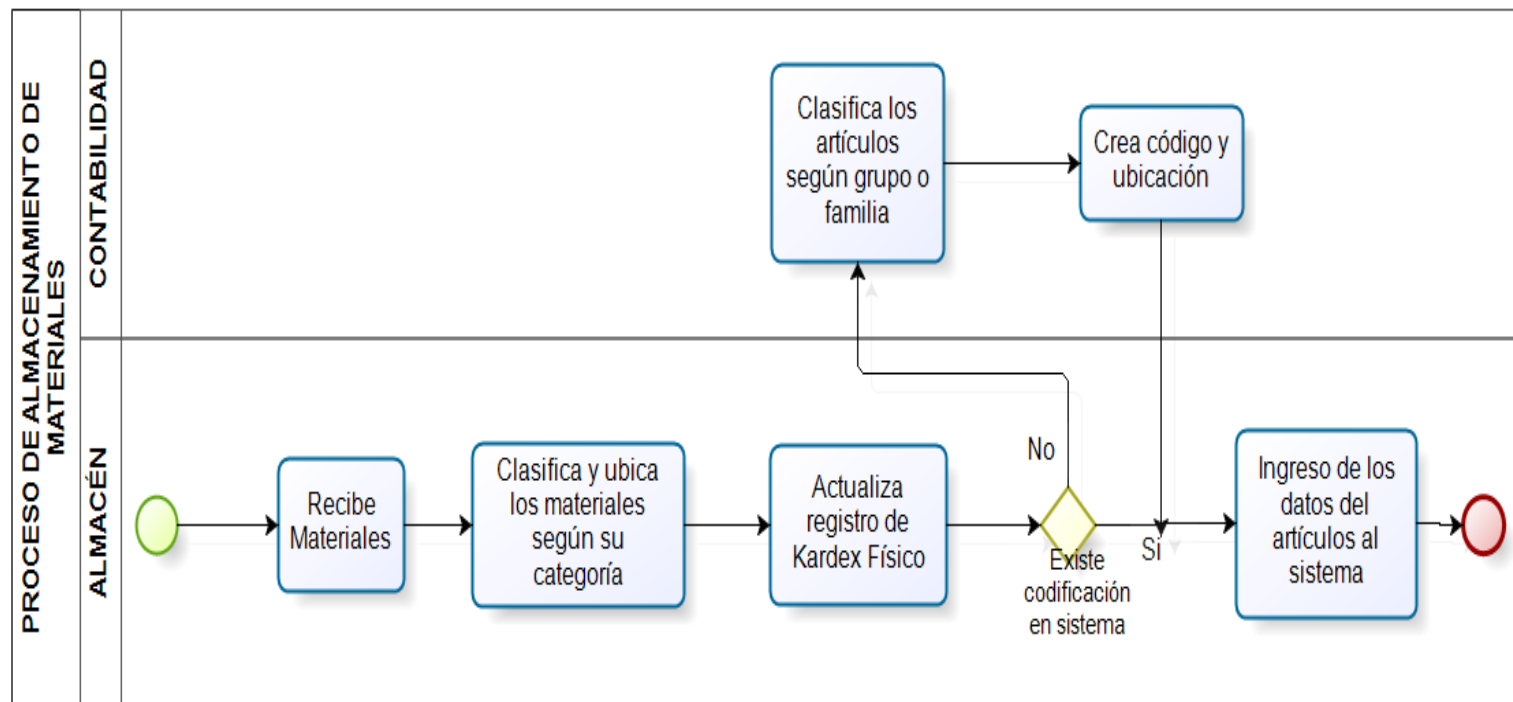 PROCESO DE ALMACENAMIENTO DE
MATERIALES
CONTABILIDAD
Clasifica los
artículos
según grupo o
familia
Crea código y
ubicación
ALMACÉN
Recibe
Materiales
Clasifica y ubica
los materiales
según su
categoría
Actualiza
registro de
Kardex Físico
No
Existe
codificación
en sistema
Si
Ingreso de los
datos del
artículos al
sistema